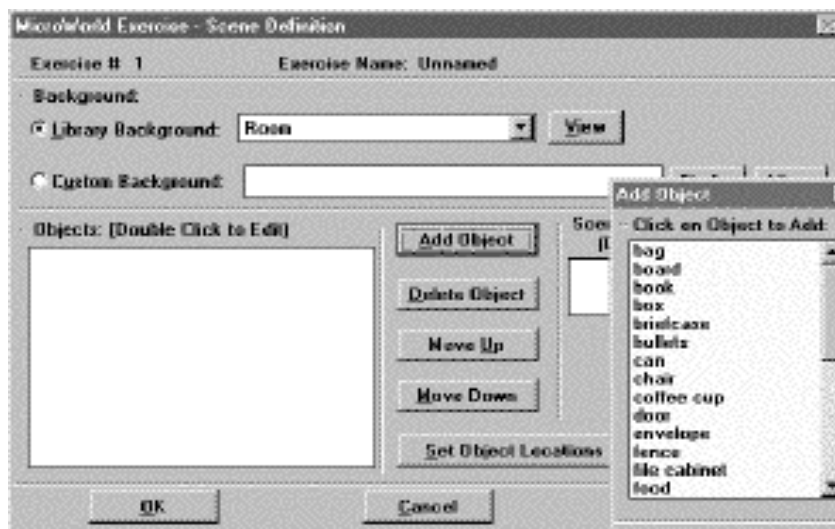 MicroWorld Exercise - Scene Definition
Exercise # 1 Exercise Name: Unnamed
Background:
Library Background: Room View
Custom Background:
Objects: (Double Click to Edit)
Add Object
Delete Object
Move Up
Move Down
Set Object Locations
OK Cancel
Add Object
Click on Object to Add:
bag
board
book
box
briefcase
bullets
can
chair
coffee cup
door
envelope
fence
file cabinet
food